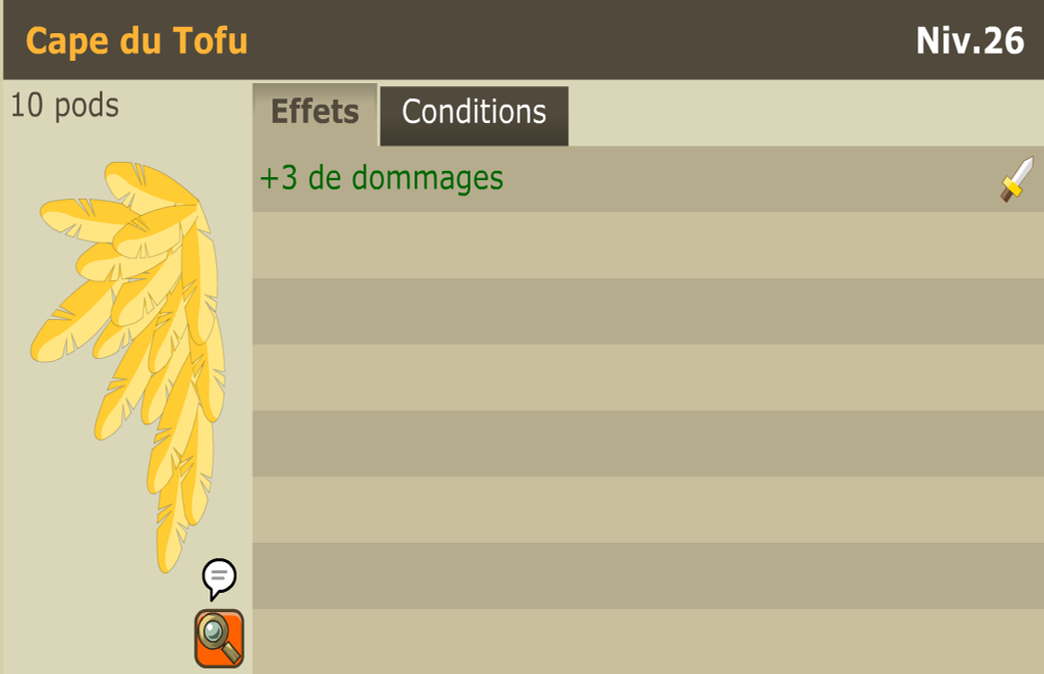 Cape du Tofu
Niv.26
10 pods
Effets
Conditions
+3 de dommages